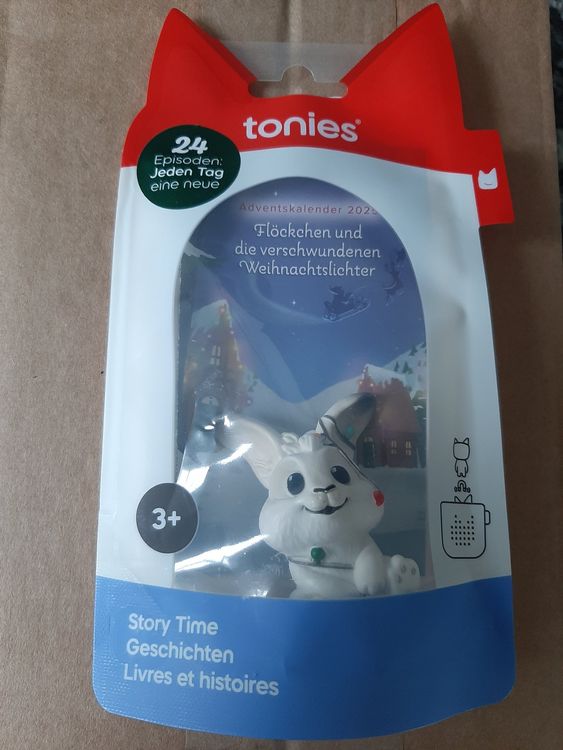 tonies®
24
Episoden:
Jeden Tag
eine neue
Adventskalender 2025
Flöckchen und
die verschwundenen
Weihnachtslichter
3+
Story Time
Geschichten
Livres et histoires